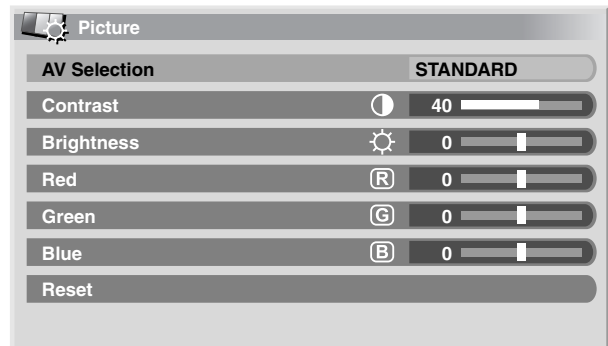 Picture
AV Selection STANDARD
Contrast 40
Brightness 0
Red R 0
Green G 0
Blue B 0
Reset